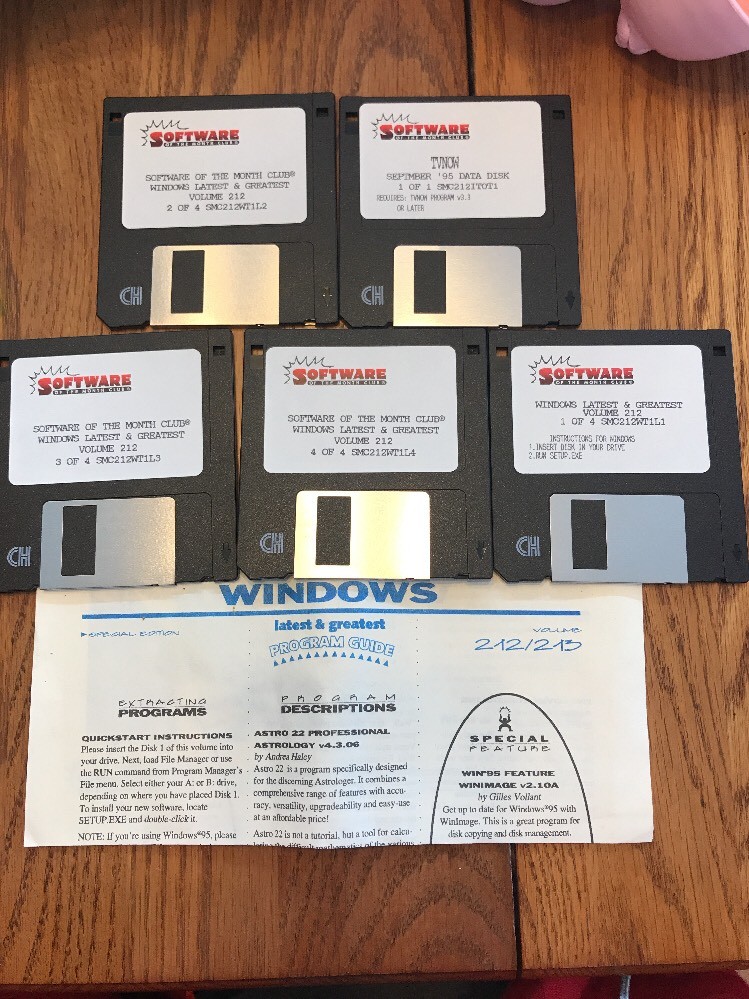 SOFTWARE
OF THE MONTH CLUB®
SOFTWARE OF THE MONTH CLUB®
WINDOWS LATEST & GREATEST
VOLUME 212
2 OF 4 SMC212WT1L2
CH
SOFTWARE
OF THE MONTH CLUB®
TVNOW
SEPTMBER '95 DATA DISK
1 OF 1 SMC212ITOT1
REQUIRES: TVNOW PROGRAM v3.3
OR LATER
CH
SOFTWARE
OF THE MONTH CLUB®
SOFTWARE OF THE MONTH CLUB®
WINDOWS LATEST & GREATEST
VOLUME 212
3 OF 4 SMC212WT1L3
CH
SOFTWARE
OF THE MONTH CLUB®
SOFTWARE OF THE MONTH CLUB®
WINDOWS LATEST & GREATEST
VOLUME 212
4 OF 4 SMC212WT1L4
CH
SOFTWARE
OF THE MONTH CLUB®
WINDOWS LATEST & GREATEST
VOLUME 212
1 OF 4 SMC212WT1L1
INSTRUCTIONS FOR WINDOWS
1.INSERT DISK IN YOUR DRIVE
2.RUN SETUP.EXE
CH
WINDOWS
latest & greatest
PROGRAM GUIDE
▸SPECIAL EDITION
VOLUME
212/213
EXTRACTING
PROGRAMS
QUICKSTART INSTRUCTIONS
Please insert the Disk 1 of this volume into
your drive. Next, load File Manager or use
the RUN command from Program Manager's
File menu. Select either your A: or B: drive,
depending on where you have placed Disk 1.
To install your new software, locate
SETUP.EXE and double-click it.
NOTE: If you're using Windows®95, please
PROGRAM
DESCRIPTIONS
ASTRO 22 PROFESSIONAL
ASTROLOGY v4.3.06
by Andrea Haley
Astro 22 is a program specifically designed
for the discerning Astrologer. It combines a
comprehensive range of features with accu-
racy, versatility, upgradeability and easy-use
at an affordable price!
Astro 22 is not a tutorial, but a tool for calcu-
lating the difficult mathematics of the various
SPECIAL
FEATURE
WIN'95 FEATURE
WINIMAGE v2.10A
by Gilles Vollant
Get up to date for Windows®95 with
WinImage. This is a great program for
disk copying and disk management.